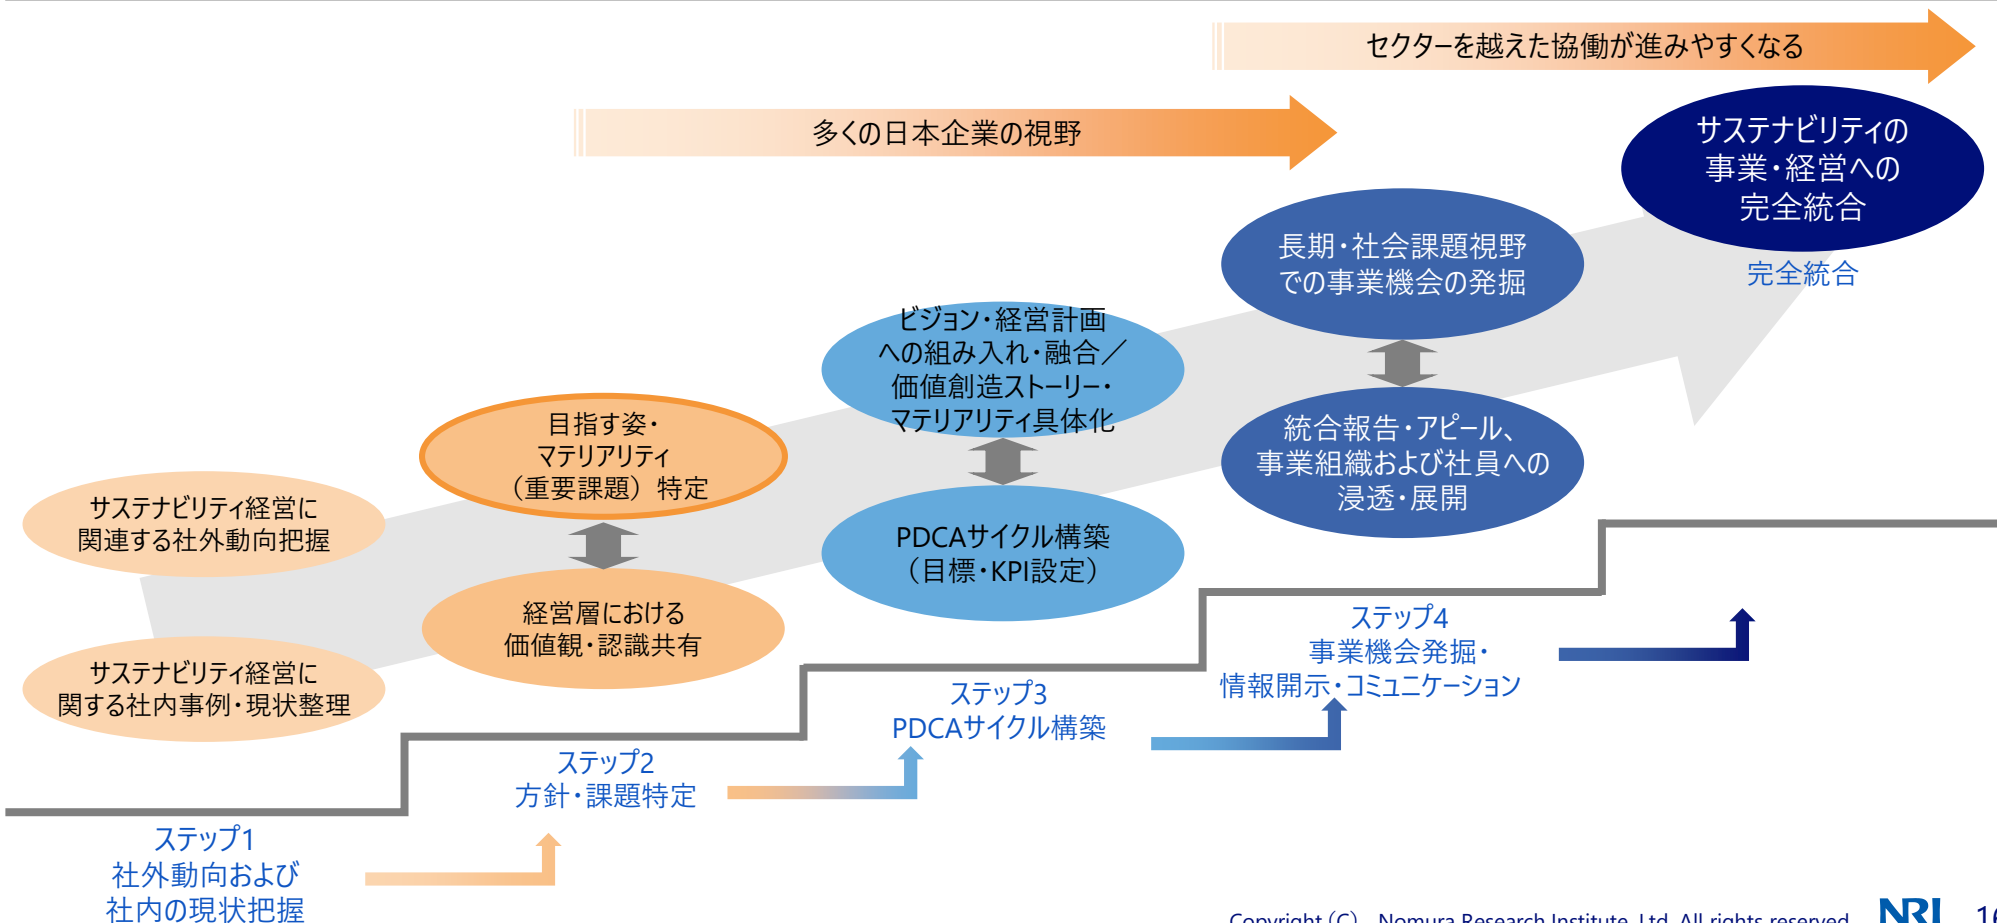 セクターを越えた協働が進みやすくなる
多くの日本企業の視野
サステナビリティの
事業・経営への
完全統合
完全統合
長期・社会課題視野
での事業機会の発掘
統合報告・アピール、
事業組織および社員への
浸透・展開
ビジョン・経営計画
への組み入れ・融合／
価値創造ストーリー・
マテリアリティ具体化
PDCAサイクル構築
（目標・KPI設定）
目指す姿・
マテリアリティ
（重要課題）特定
経営層における
価値観・認識共有
サステナビリティ経営に
関連する社外動向把握
サステナビリティ経営に
関する社内事例・現状整理
ステップ1
社外動向および
社内の現状把握
ステップ2
方針・課題特定
ステップ3
PDCAサイクル構築
ステップ4
事業機会発掘・
情報開示・コミュニケーション
Copyright（C） Nomura Research Institute, Ltd. All rights reserved.
NRI